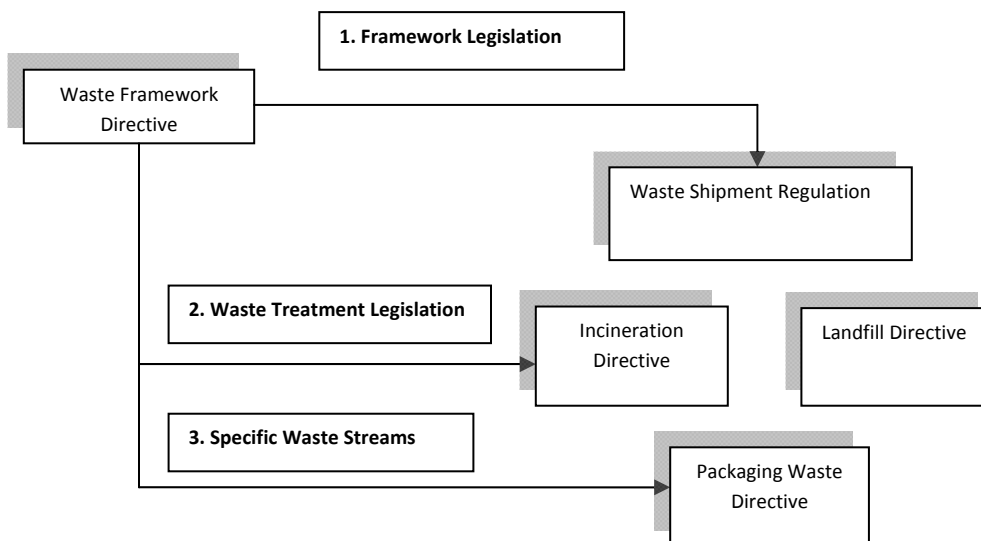 1. Framework Legislation
Waste Framework
Directive
Waste Shipment Regulation
2. Waste Treatment Legislation
Incineration
Directive
Landfill Directive
3. Specific Waste Streams
Packaging Waste
Directive